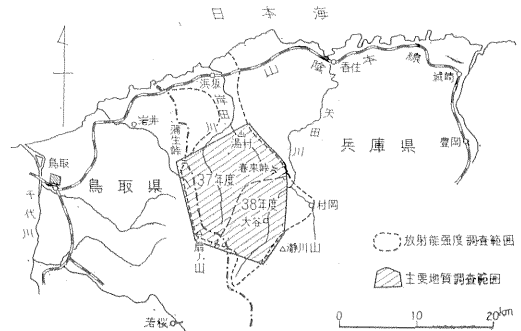 日本海
山陰本線
香住
城崎
浜坂
岸田川
矢田川
岩井
蒲生峠
湯村
兵庫県
豊岡
鳥取
鳥取県
春来峠
37年度
38年度
村岡
大谷
千代川
扇ノ山
瀞川山
若桜
放射能強度調査範囲
主要地質調査範囲
0 10 20km